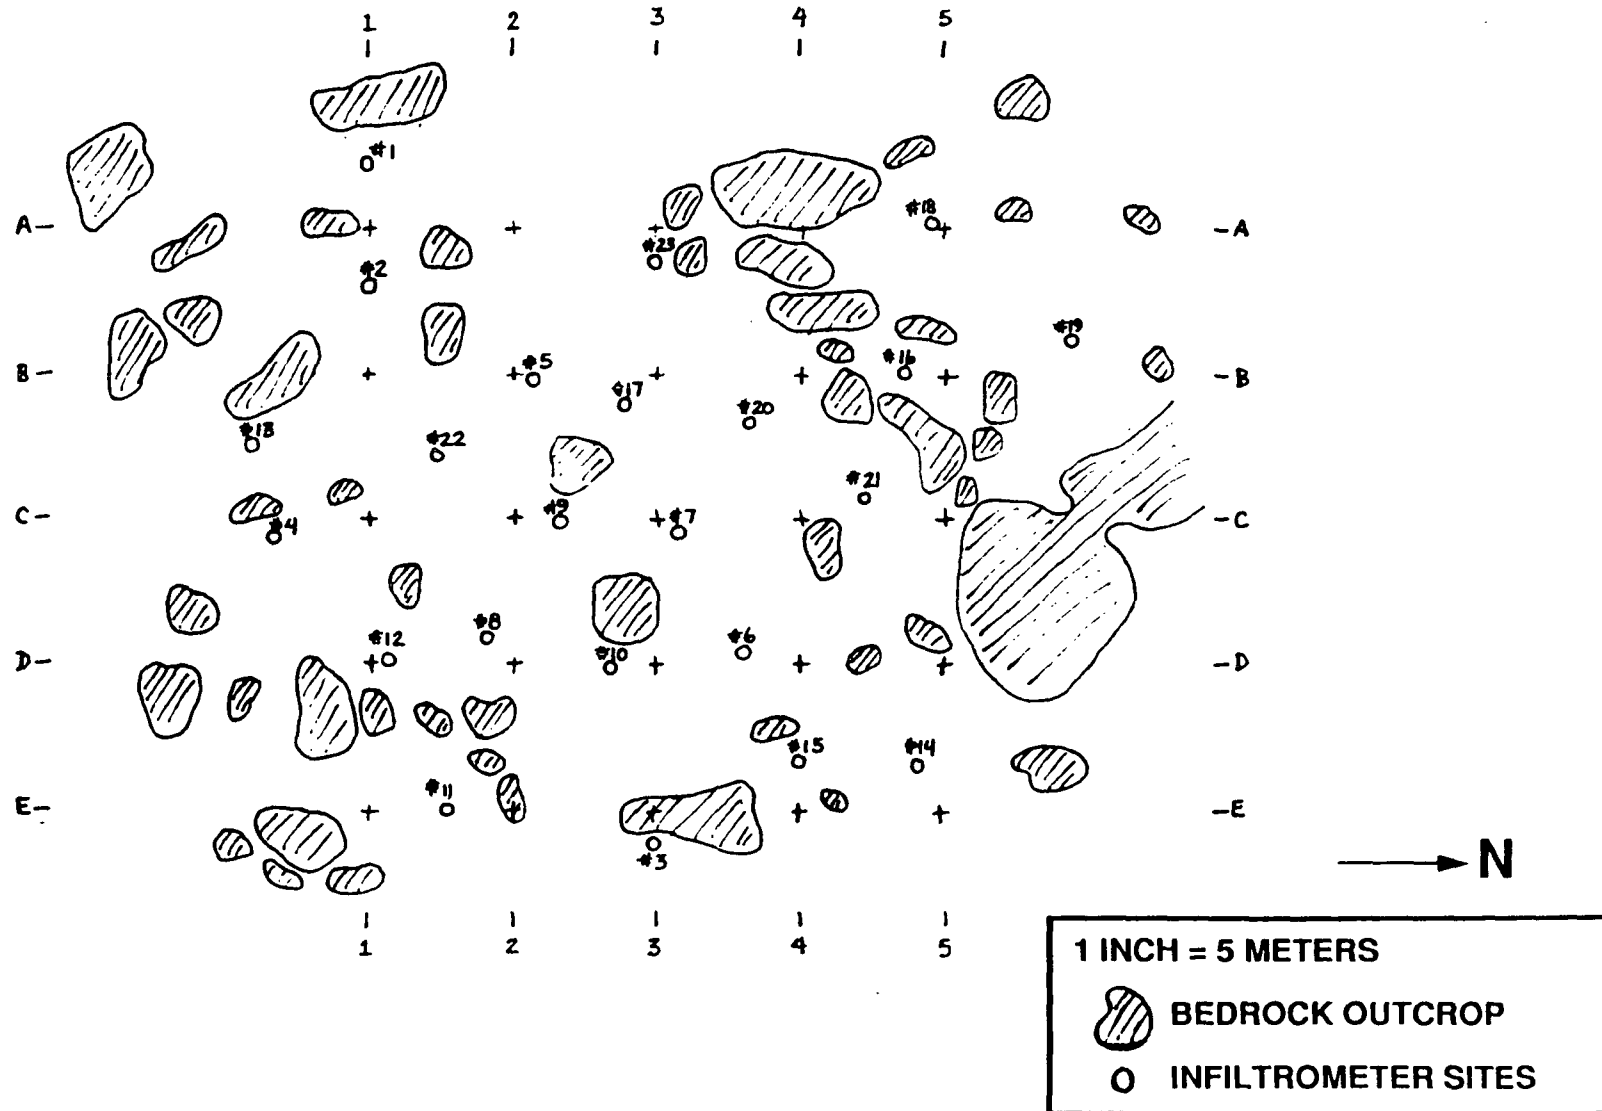 1 2 3 4 5
#1
A- #18 -A
#23
#2
#19
B- #5 #16 -B
#17
#20
#18 #22
#21
C- #9 #7 -C
#4
#12 #8 #6
D- #10 -D
#15 #14
#11
E- -E
#3
N
1 2 3 4 5
1 INCH = 5 METERS
BEDROCK OUTCROP
INFILTROMETER SITES